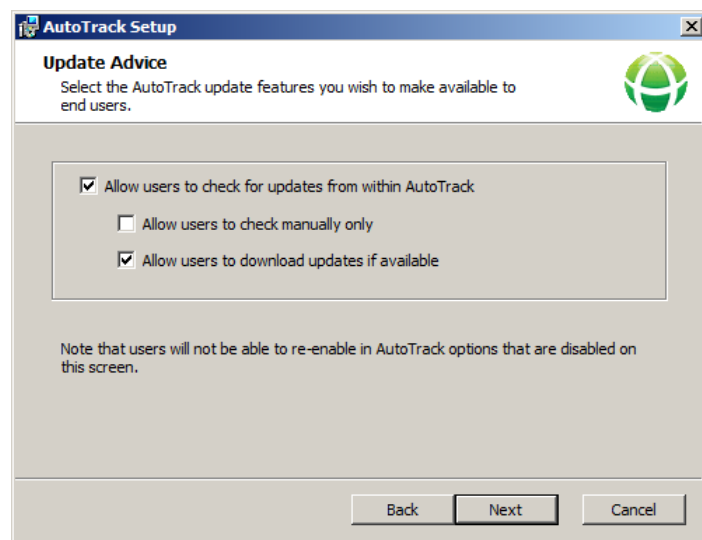 AutoTrack Setup
Update Advice
Select the AutoTrack update features you wish to make available to
end users.
Allow users to check for updates from within AutoTrack
Allow users to check manually only
Allow users to download updates if available
Note that users will not be able to re-enable in AutoTrack options that are disabled on
this screen.
Back Next Cancel